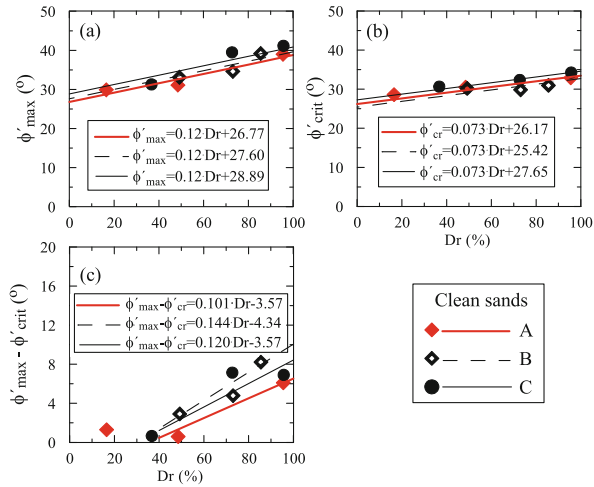 (a)
50
40
30
20
10
0
ϕ′max (º)
ϕ′max=0.12·Dr+26.77
ϕ′max=0.12·Dr+27.60
ϕ′max=0.12·Dr+28.89
0 20 40 60 80 100
(b)
50
40
30
20
10
0
ϕ′crit (º)
ϕ′cr=0.073·Dr+26.17
ϕ′cr=0.073·Dr+25.42
ϕ′cr=0.073·Dr+27.65
0 20 40 60 80 100
Dr (%)
(c)
20
16
12
8
4
0
ϕ′max - ϕ′crit (º)
ϕ′max-ϕ′cr=0.101·Dr-3.57
ϕ′max-ϕ′cr=0.144·Dr-4.34
ϕ′max-ϕ′cr=0.120·Dr-3.57
0 20 40 60 80 100
Dr (%)
Clean sands
A
B
C